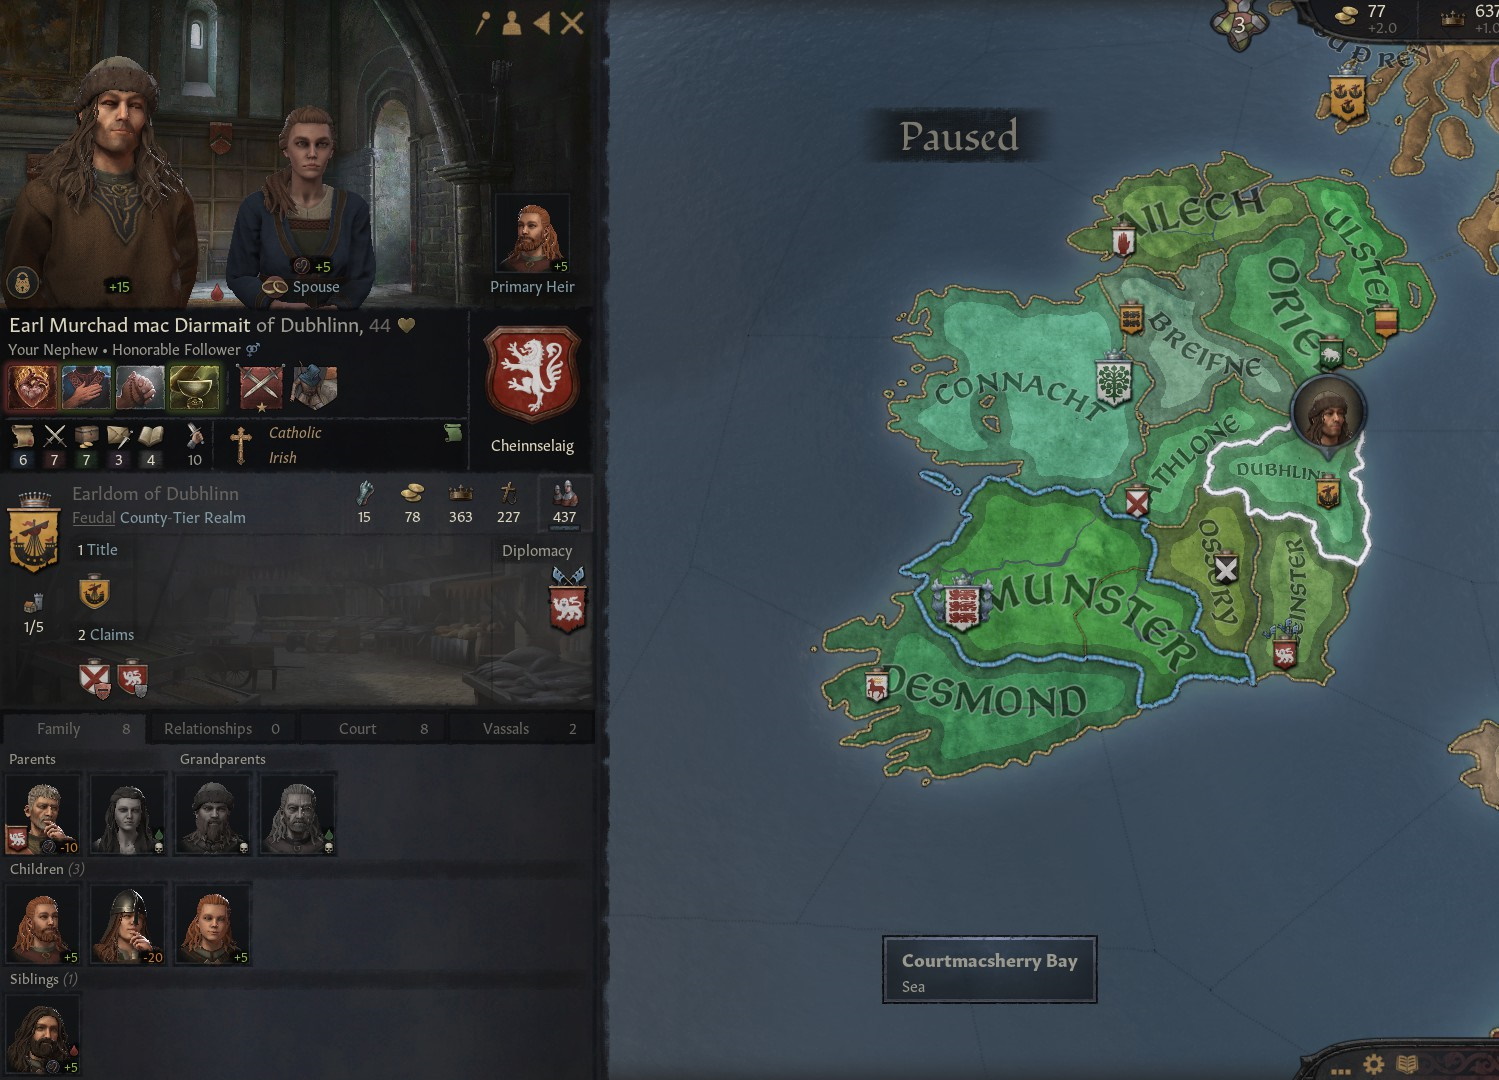 3
77
+2.0
637
+1.0
Paused
+15
+5
Spouse
+5
Primary Heir
Earl Murchad mac Diarmait of Dubhlinn, 44
Your Nephew • Honorable Follower
6 7 7 3 4 10
Catholic
Irish
Cheinnselaig
Earldom of Dubhlinn
Feudal County-Tier Realm
15 78 363 227 437
1 Title
Diplomacy
1/5
2 Claims
Family 8
Relationships 0
Court 8
Vassals 2
Parents
Grandparents
-10
Children (3)
+5
-20
+5
Siblings (1)
+5
AILECH
ULSTER
ORIEL
BREIFNE
CONNACHT
ATHLONE
DUBHLINN
OSSORY
MUNSTER
DESMOND
Courtmacsherry Bay
Sea